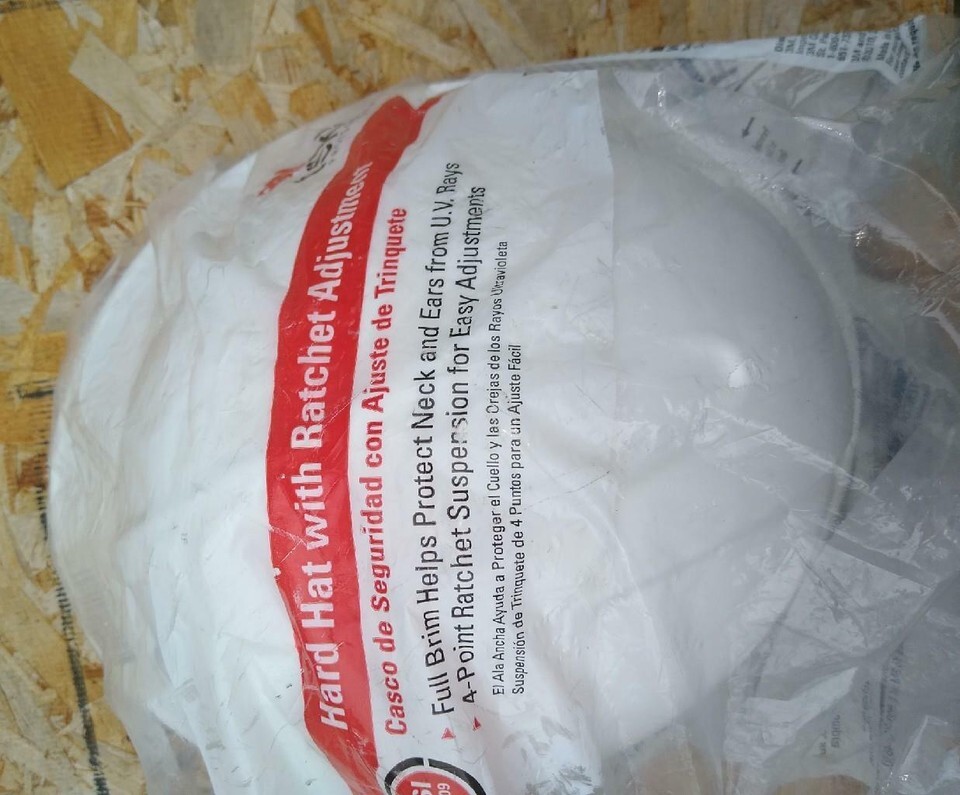 Hard Hat with Ratchet Adjustment
Casco de Seguridad con Ajuste de Trinquete
Full Brim Helps Protect Neck and Ears from U.V. Rays
4-Point Ratchet Suspension for Easy Adjustments
El Ala Ancha Ayuda a Proteger el Cuello y las Orejas de los Rayos Ultravioleta
Suspensión de Trinquete de 4 Puntos para un Ajuste Fácil